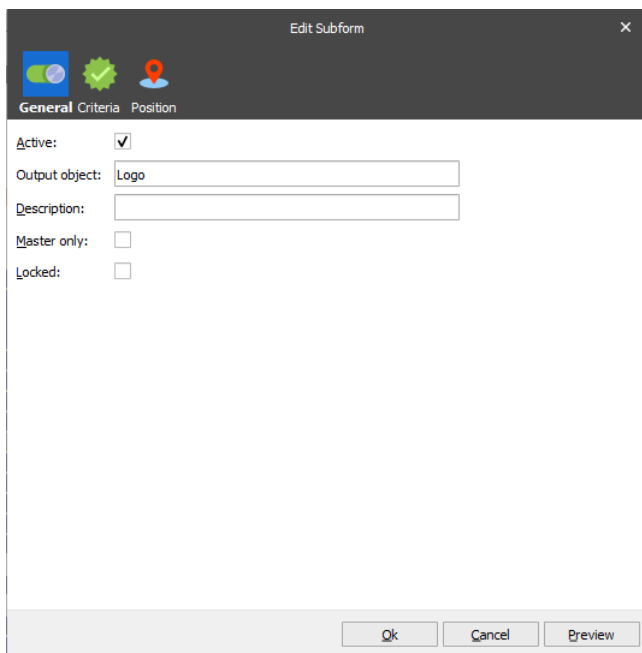 Edit Subform
General Criteria Position
Active:
Output object: Logo
Description:
Master only:
Locked:
Ok Cancel Preview